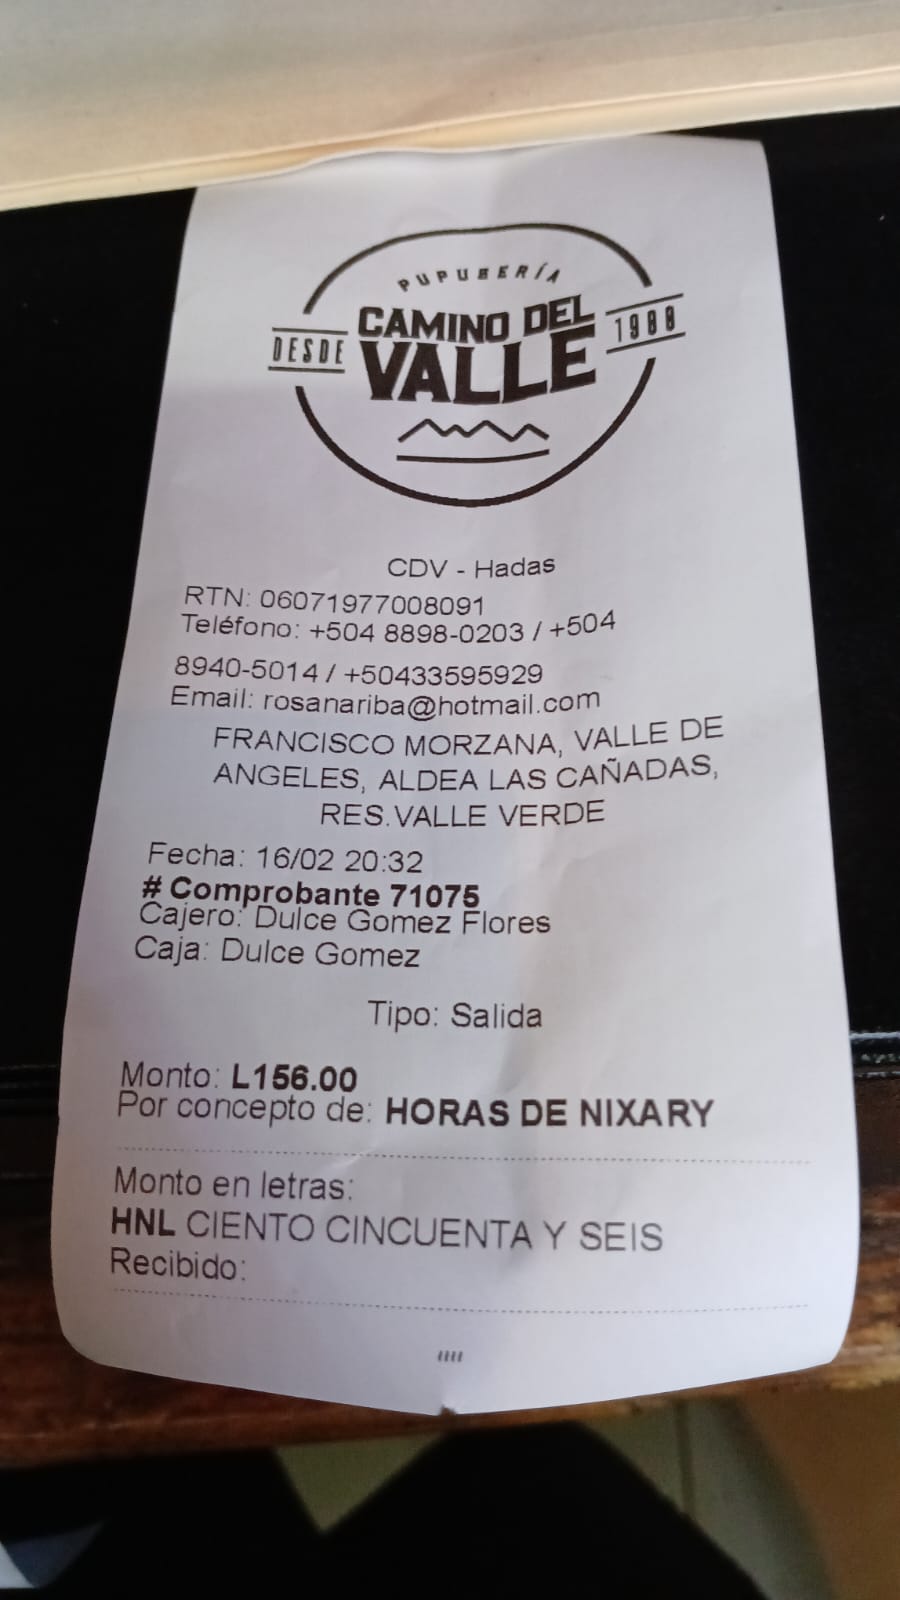 PUPUSERÍA
DESDE
CAMINO DEL
VALLE
1988
CDV - Hadas
RTN: 06071977008091
Teléfono: +504 8898-0203 / +504
8940-5014 / +50433595929
Email: rosanariba@hotmail.com
FRANCISCO MORZANA, VALLE DE
ANGELES, ALDEA LAS CAÑADAS,
RES.VALLE VERDE
Fecha: 16/02 20:32
# Comprobante 71075
Cajero: Dulce Gomez Flores
Caja: Dulce Gomez
Tipo: Salida
Monto: L156.00
Por concepto de: HORAS DE NIXARY
Monto en letras:
HNL CIENTO CINCUENTA Y SEIS
Recibido: